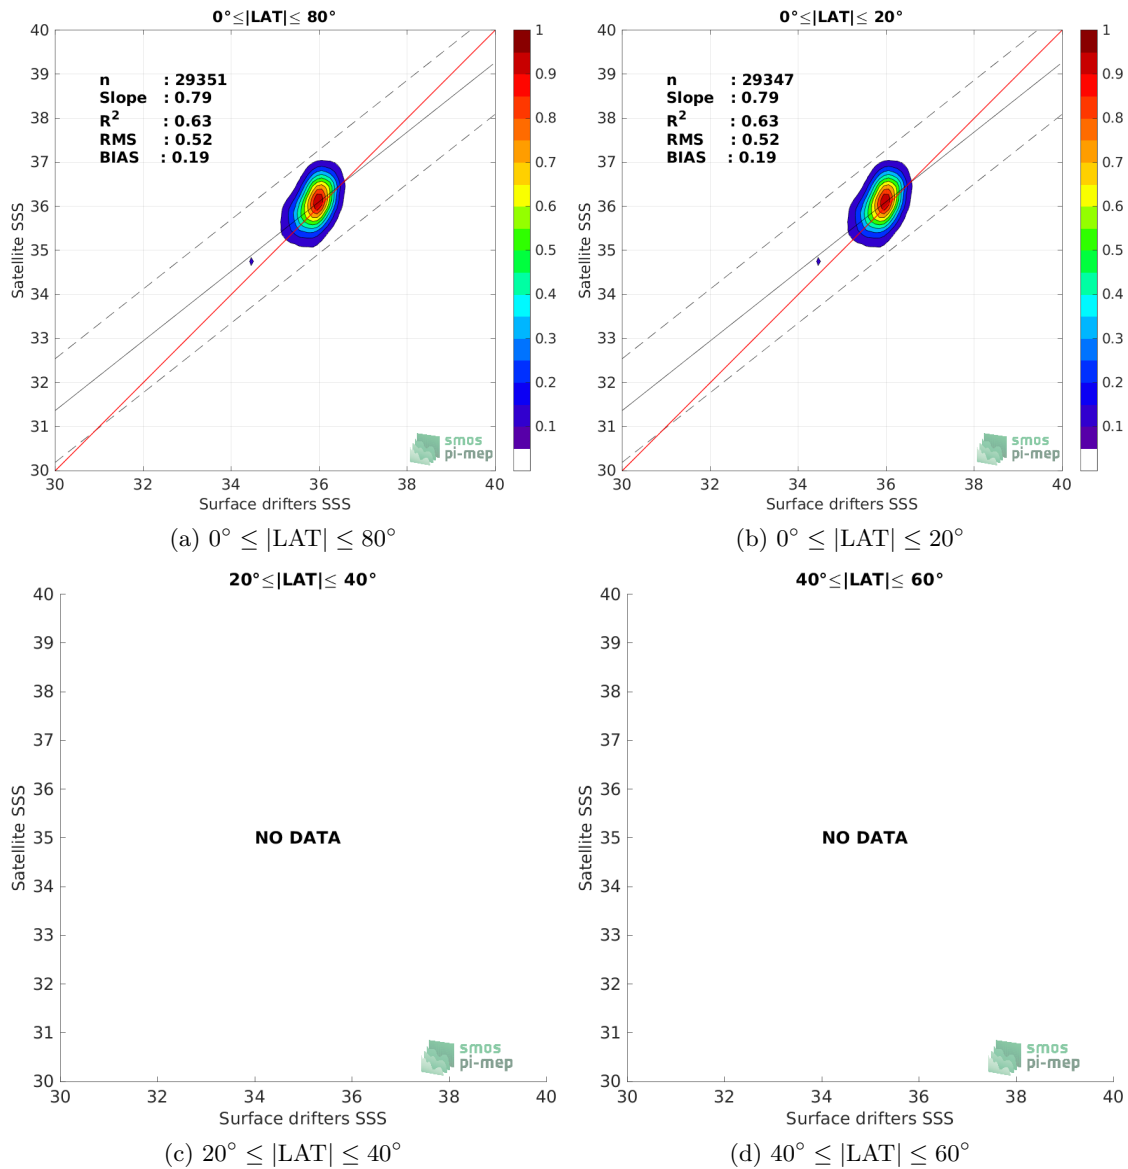 0°≤|LAT|≤ 80°
n : 29351
Slope : 0.79
R² : 0.63
RMS : 0.52
BIAS : 0.19
40
39
38
37
36
35
34
33
32
31
30
30 32 34 36 38 40
Satellite SSS
Surface drifters SSS
1
0.9
0.8
0.7
0.6
0.5
0.4
0.3
0.2
0.1
smos
pi-mep
(a) 0° ≤ |LAT| ≤ 80°
0°≤|LAT|≤ 20°
n : 29347
Slope : 0.79
R² : 0.63
RMS : 0.52
BIAS : 0.19
40
39
38
37
36
35
34
33
32
31
30
30 32 34 36 38 40
Satellite SSS
Surface drifters SSS
1
0.9
0.8
0.7
0.6
0.5
0.4
0.3
0.2
0.1
smos
pi-mep
(b) 0° ≤ |LAT| ≤ 20°
20°≤|LAT|≤ 40°
40
39
38
37
36
35
34
33
32
31
30
30 32 34 36 38 40
Satellite SSS
NO DATA
Surface drifters SSS
smos
pi-mep
(c) 20° ≤ |LAT| ≤ 40°
40°≤|LAT|≤ 60°
40
39
38
37
36
35
34
33
32
31
30
30 32 34 36 38 40
Satellite SSS
NO DATA
Surface drifters SSS
smos
pi-mep
(d) 40° ≤ |LAT| ≤ 60°